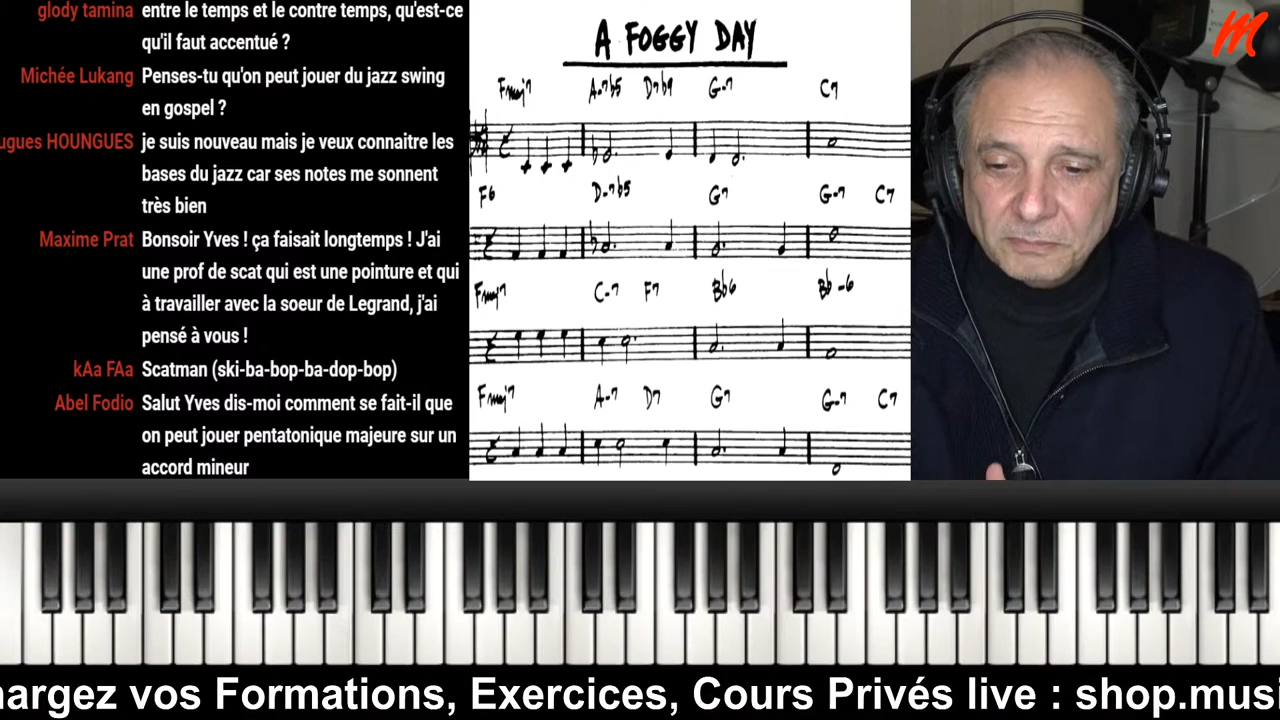 glody tamina entre le temps et le contre temps, qu'est-ce
qu'il faut accentué ?
Michée Lukang Penses-tu qu'on peut jouer du jazz swing
en gospel ?
ugues HOUNGUES je suis nouveau mais je veux connaitre les
bases du jazz car ses notes me sonnent
très bien
Maxime Prat Bonsoir Yves ! ça faisait longtemps ! J'ai
une prof de scat qui est une pointure et qui
à travailler avec la soeur de Legrand, j'ai
pensé à vous !
kAa FAa Scatman (ski-ba-bop-ba-dop-bop)
Abel Fodio Salut Yves dis-moi comment se fait-il que
on peut jouer pentatonique majeure sur un
accord mineur
A FOGGY DAY
Fmaj7 A-7b5 D7b9 G-7 C7
F6 D-7b5 G7 G-7 C7
Fmaj7 C-7 F7 Bb6 Bb-6
Fmaj7 A-7 D7 G7 G-7 C7
M
hargez vos Formations, Exercices, Cours Privés live : shop.musi